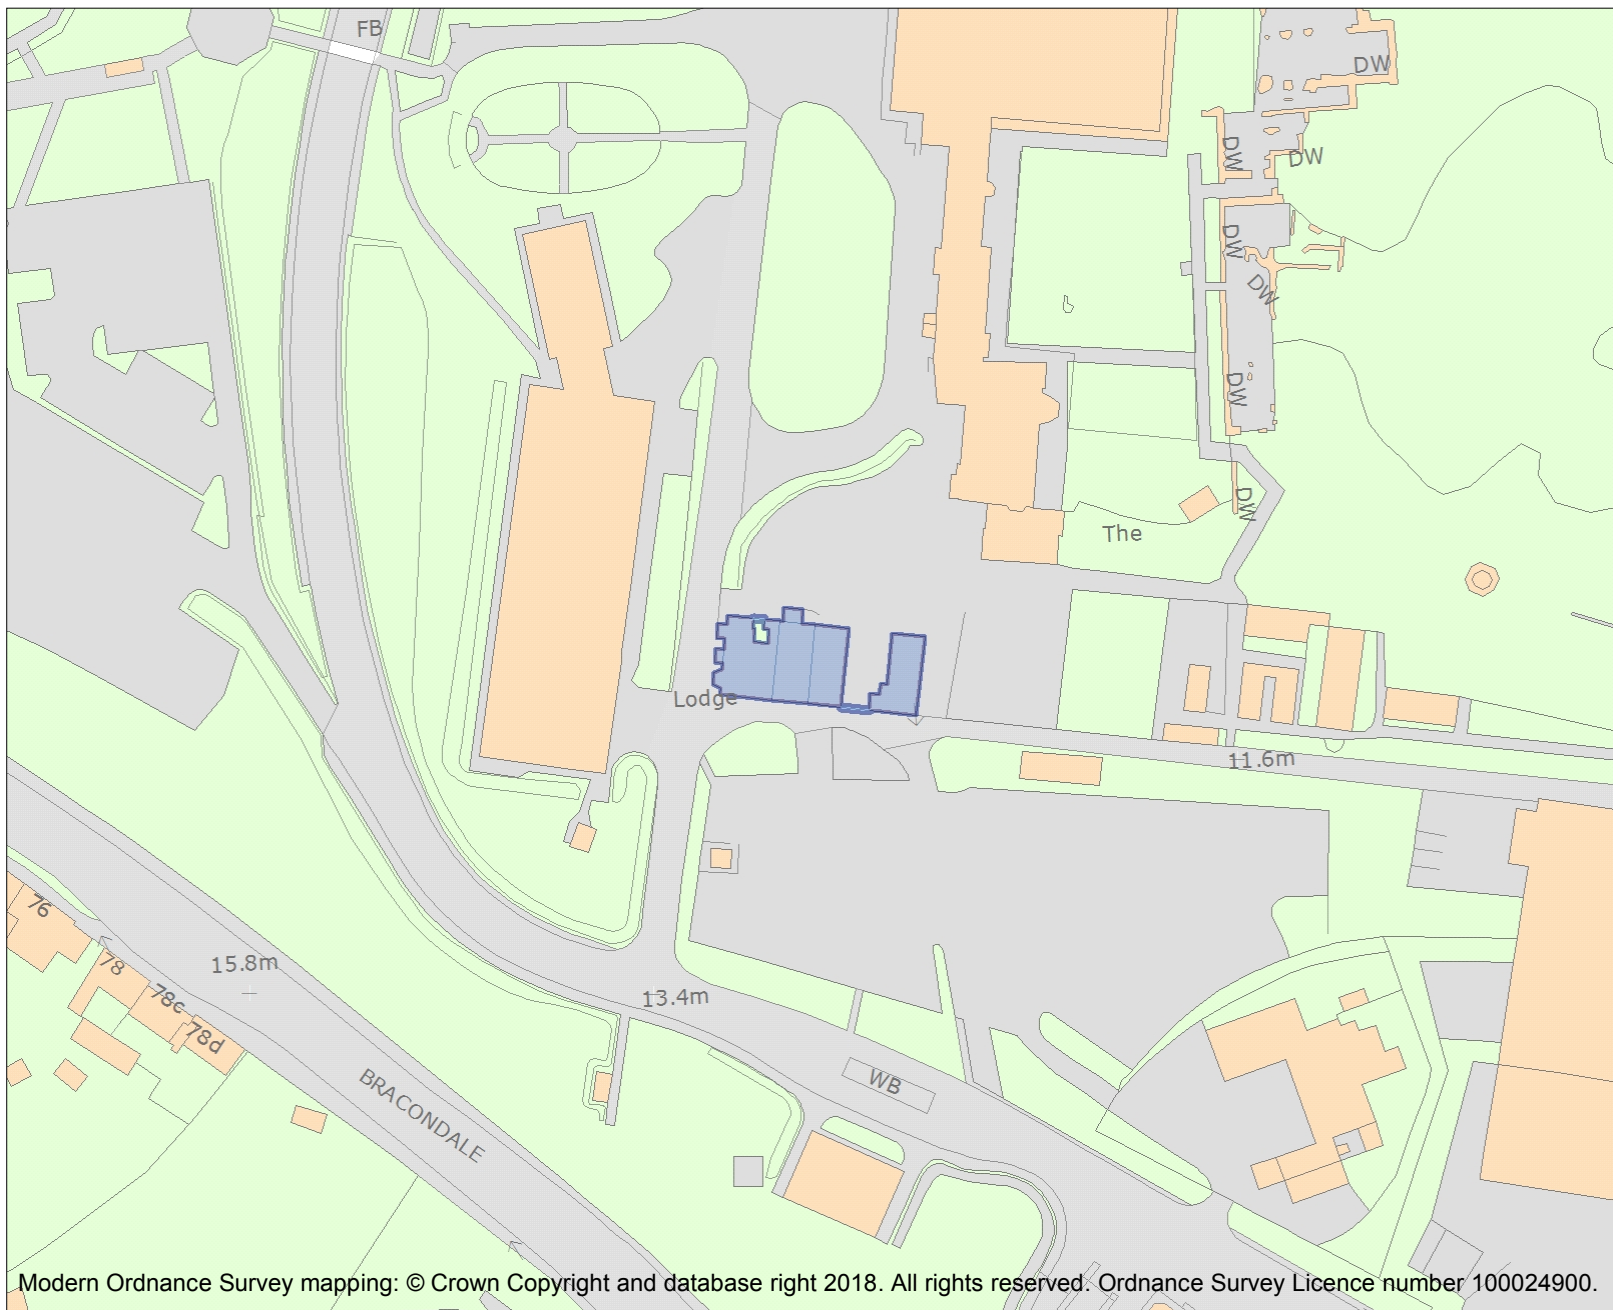 FB
DW
DW
DW
DW
DW
DW
DW
The
Lodge
11.6m
76
78
78c
78d
15.8m
13.4m
WB
BRACONDALE
Modern Ordnance Survey mapping: © Crown Copyright and database right 2018. All rights reserved. Ordnance Survey Licence number 100024900.